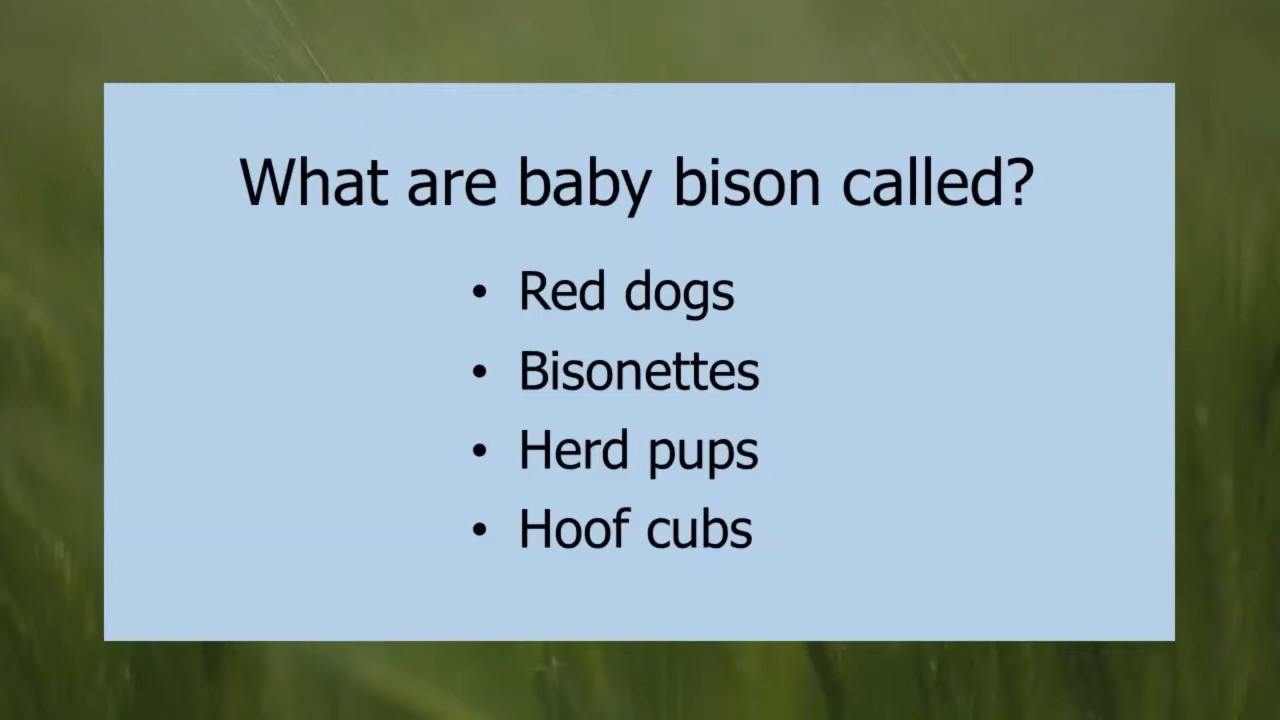 What are baby bison called?
• Red dogs
• Bisonettes
• Herd pups
• Hoof cubs